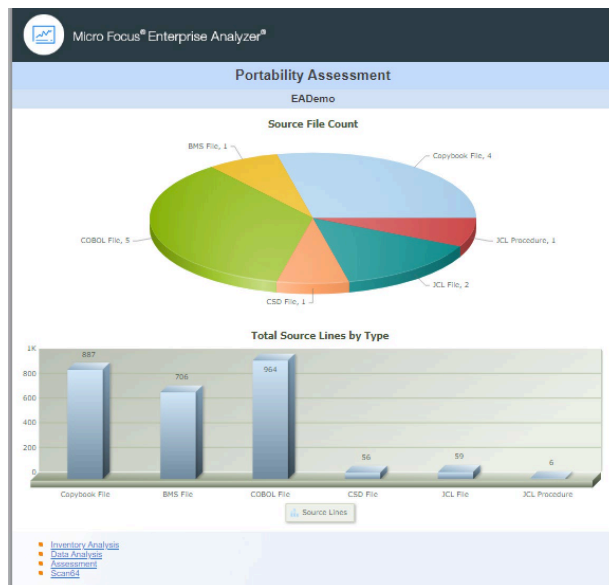 Micro Focus® Enterprise Analyzer®
Portability Assessment
EADemo
Source File Count
BMS File, 1
Copybook File, 4
COBOL File, 5
JCL Procedure, 1
JCL File, 2
CSD File, 1
Total Source Lines by Type
1K
800
600
400
200
0
887
706
964
56
59
6
Copybook File
BMS File
COBOL File
CSD File
JCL File
JCL Procedure
Source Lines
Inventory Analysis
Data Analysis
Assessment
Scan64